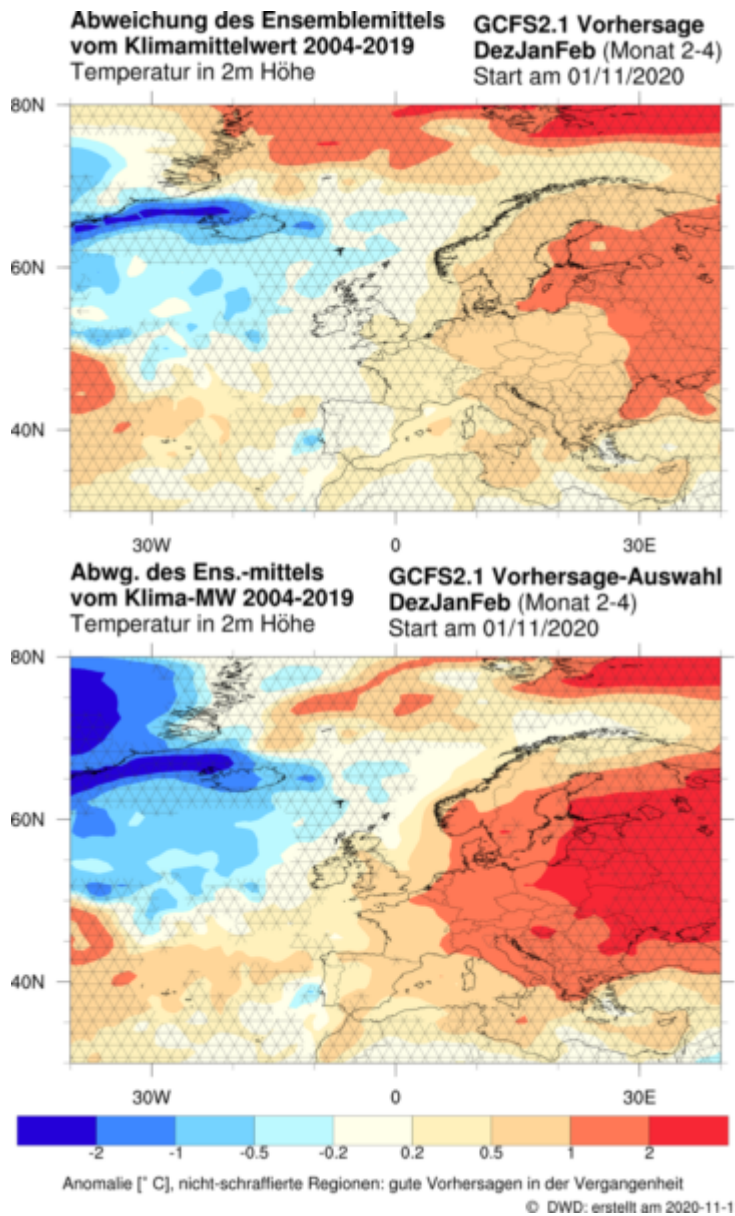 Abweichung des Ensemblemittels
vom Klimamittelwert 2004-2019
Temperatur in 2m Höhe
GCFS2.1 Vorhersage
DezJanFeb (Monat 2-4)
Start am 01/11/2020
80N
60N
40N
30W
0
30E
Abwg. des Ens.-mittels
vom Klima-MW 2004-2019
Temperatur in 2m Höhe
GCFS2.1 Vorhersage-Auswahl
DezJanFeb (Monat 2-4)
Start am 01/11/2020
80N
60N
40N
30W
0
30E
-2 -1 -0.5 -0.2 0.2 0.5 1 2
Anomalie [° C], nicht-schraffierte Regionen: gute Vorhersagen in der Vergangenheit
© DWD: erstellt am 2020-11-1